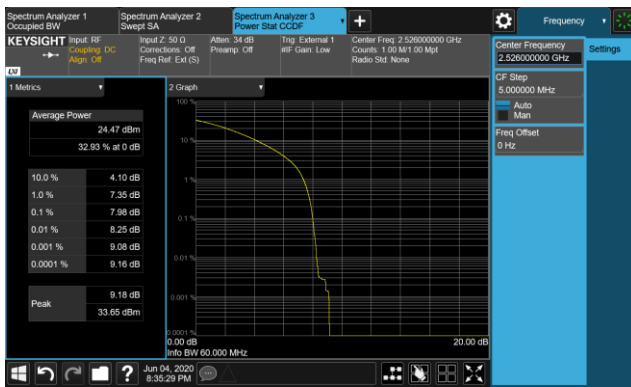 Spectrum Analyzer 1
Occupied BW
Spectrum Analyzer 2
Swept SA
Spectrum Analyzer 3
Power Stat CCDF
Frequency
KEYSIGHT
Input: RF
Coupling: DC
Align: Off
Input Z: 50 Ω
Corrections: Off
Freq Ref: Ext (S)
Atten: 34 dB
Preamp: Off
Trig: External 1
#IF Gain: Low
Center Freq: 2.526000000 GHz
Counts: 1.00 M/1.00 Mpt
Radio Std: None
LXI
Center Frequency
2.526000000 GHz
Settings
CF Step
5.000000 MHz
Auto
Man
Freq Offset
0 Hz
1 Metrics
Average Power
24.47 dBm
32.93 % at 0 dB
10.0 % 4.10 dB
1.0 % 7.35 dB
0.1 % 7.98 dB
0.01 % 8.25 dB
0.001 % 9.08 dB
0.0001 % 9.16 dB
Peak
9.18 dB
33.65 dBm
2 Graph
100 %
10 %
1 %
0.1 %
0.01 %
0.001 %
0.0001 %
0.00 dB
20.00 dB
Info BW 60.000 MHz
Jun 04, 2020
8:35:29 PM